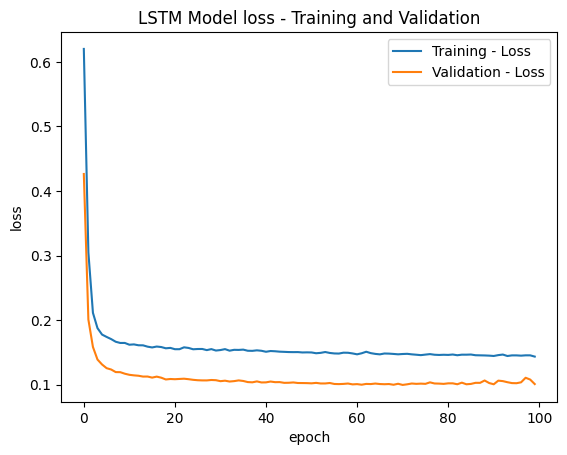 LSTM Model loss - Training and Validation
Training - Loss
Validation - Loss
0.6
0.5
0.4
0.3
0.2
0.1
loss
0
20
40
60
80
100
epoch